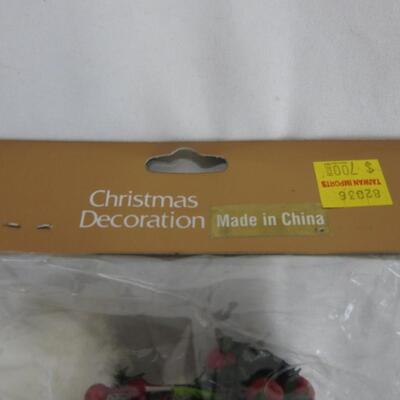 Christmas
Decoration
Made in China
82036
TAIWAN IMPORTS